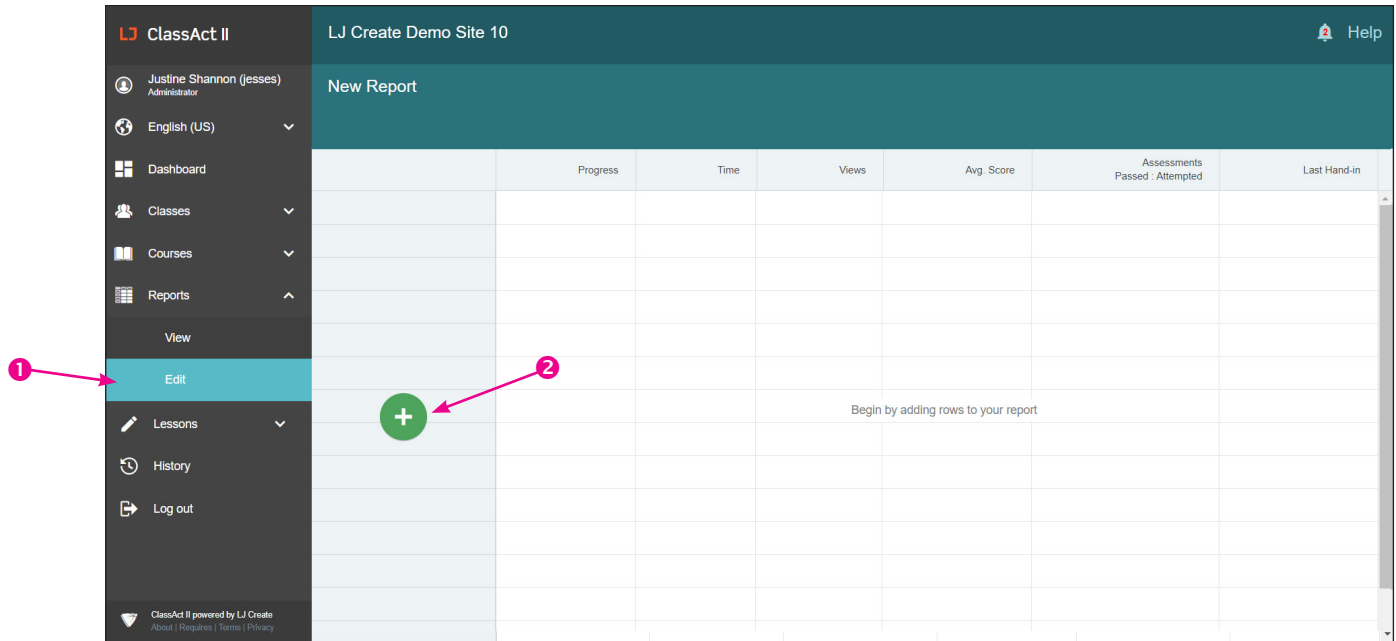 LJ ClassAct II
LJ Create Demo Site 10
2
Help
Justine Shannon (jesses)
Administrator
New Report
English (US)
Dashboard
Classes
Courses
Reports
View
Edit
Lessons
History
Log out
ClassAct II powered by LJ Create
About | Requires | Terms | Privacy
Progress
Time
Views
Avg. Score
Assessments
Passed : Attempted
Last Hand-in
Begin by adding rows to your report
1
2